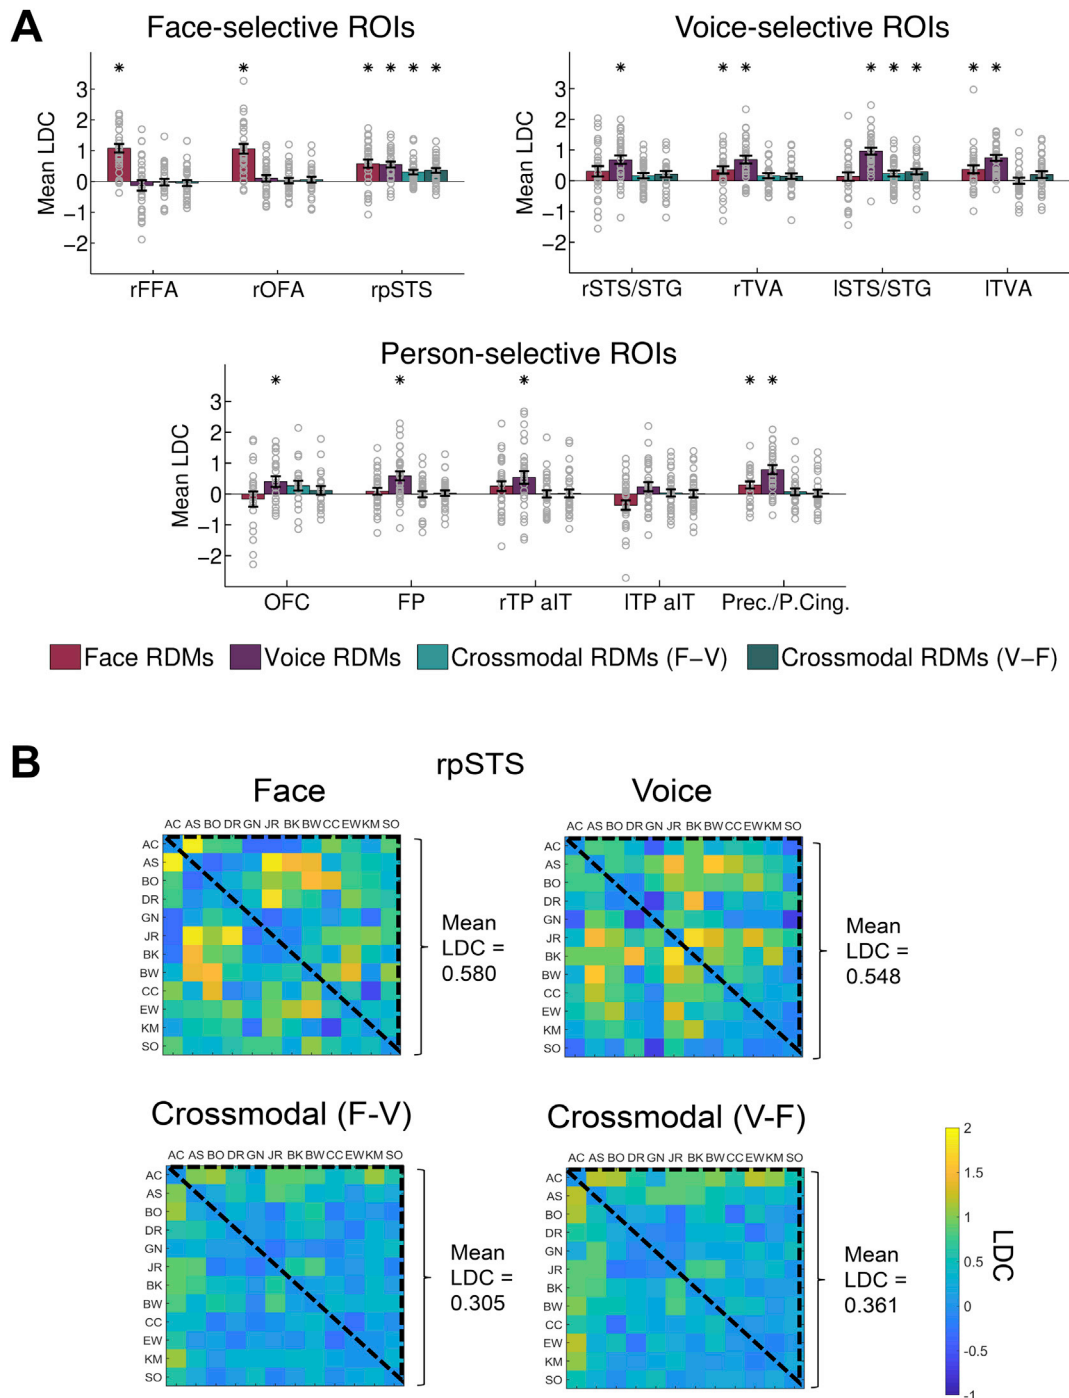 A
Face-selective ROIs
Voice-selective ROIs
* * * * * *
* * * * * * * *
Mean LDC
3
2
1
0
−1
−2
rFFA rOFA rpSTS
Mean LDC
3
2
1
0
−1
−2
rSTS/STG rTVA lSTS/STG lTVA
Person-selective ROIs
* * * * *
Mean LDC
3
2
1
0
−1
−2
OFC FP rTP aIT lTP aIT Prec./P.Cing.
Face RDMs Voice RDMs Crossmodal RDMs (F−V) Crossmodal RDMs (V−F)
B
rpSTS
Face
AC AS BO DR GN JR BK BW CC EW KM SO
AC
AS
BO
DR
GN
JR
BK
BW
CC
EW
KM
SO
Mean
LDC =
0.580
Voice
AC AS BO DR GN JR BK BW CC EW KM SO
AC
AS
BO
DR
GN
JR
BK
BW
CC
EW
KM
SO
Mean
LDC =
0.548
Crossmodal (F-V)
AC AS BO DR GN JR BK BW CC EW KM SO
AC
AS
BO
DR
GN
JR
BK
BW
CC
EW
KM
SO
Mean
LDC =
0.305
Crossmodal (V-F)
AC AS BO DR GN JR BK BW CC EW KM SO
AC
AS
BO
DR
GN
JR
BK
BW
CC
EW
KM
SO
Mean
LDC =
0.361
2
1.5
1
0.5
0
-0.5
-1
LDC